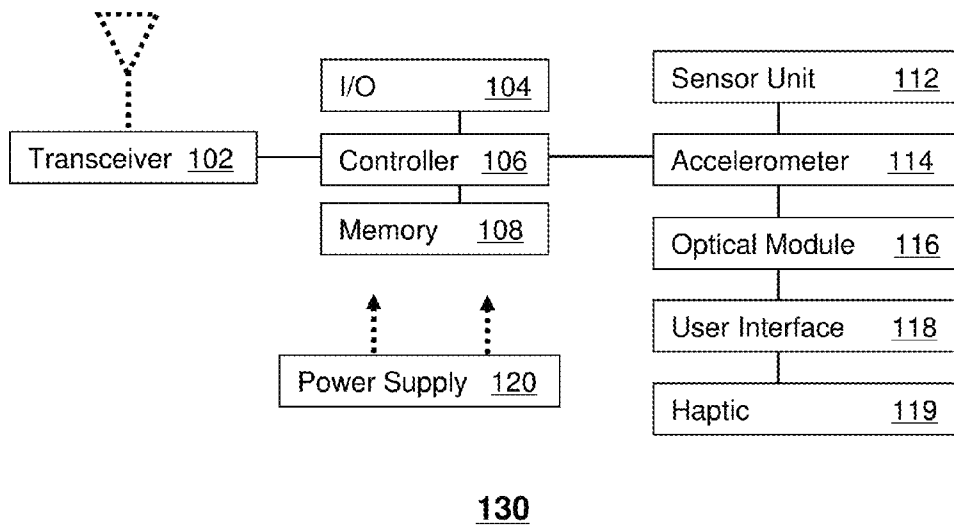 Transceiver 102
I/O 104
Controller 106
Memory 108
Power Supply 120
Sensor Unit 112
Accelerometer 114
Optical Module 116
User Interface 118
Haptic 119
130